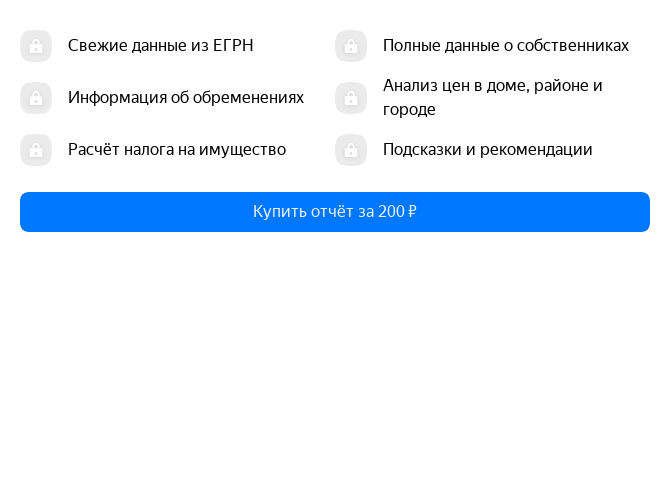 Свежие данные из ЕГРН
Полные данные о собственниках
Информация об обременениях
Анализ цен в доме, районе и
городе
Расчёт налога на имущество
Подсказки и рекомендации
Купить отчёт за 200 ₽